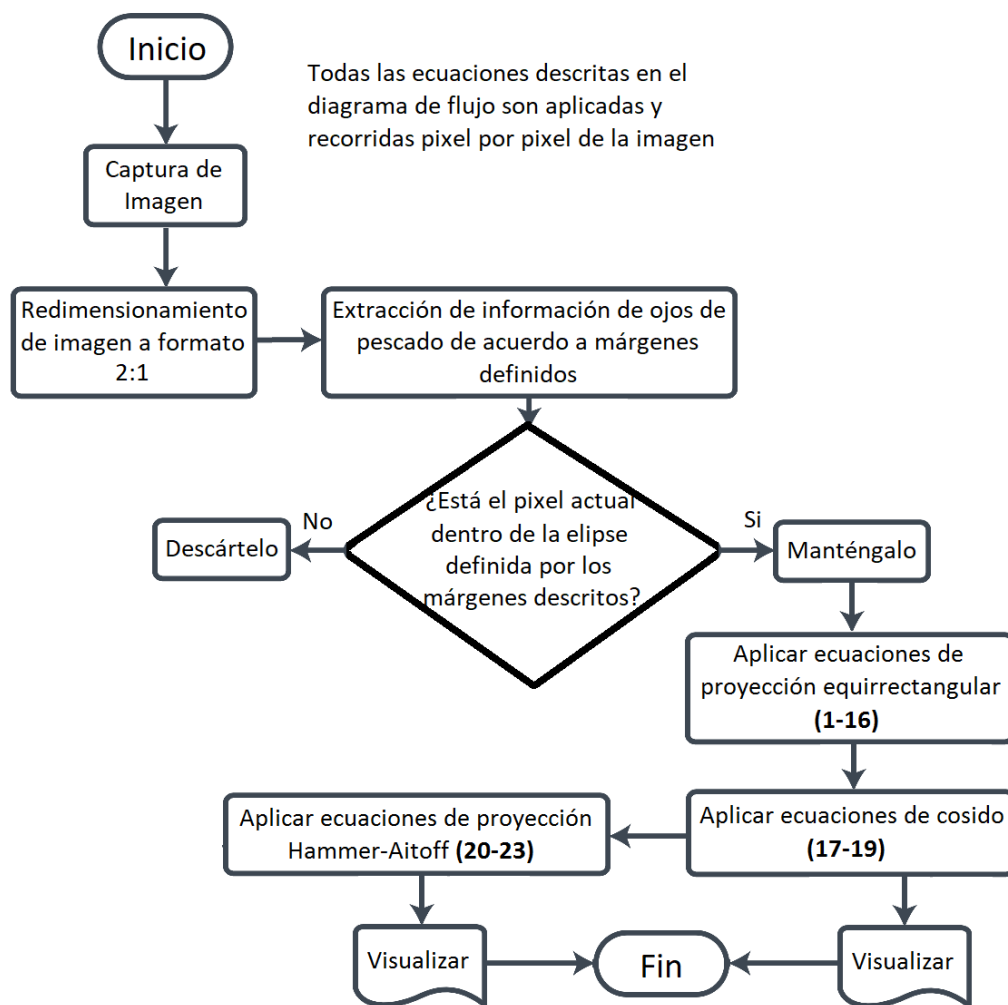 Inicio
Todas las ecuaciones descritas en el
diagrama de flujo son aplicadas y
recorridas pixel por pixel de la imagen
Captura de
Imagen
Redimensionamiento
de imagen a formato
2:1
Extracción de información de ojos de
pescado de acuerdo a márgenes
definidos
¿Está el pixel actual
dentro de la elipse
definida por los
márgenes descritos?
No
Descártelo
Si
Manténgalo
Aplicar ecuaciones de
proyección equirrectangular
(1-16)
Aplicar ecuaciones de cosido
(17-19)
Aplicar ecuaciones de proyección
Hammer-Aitoff (20-23)
Visualizar
Fin
Visualizar